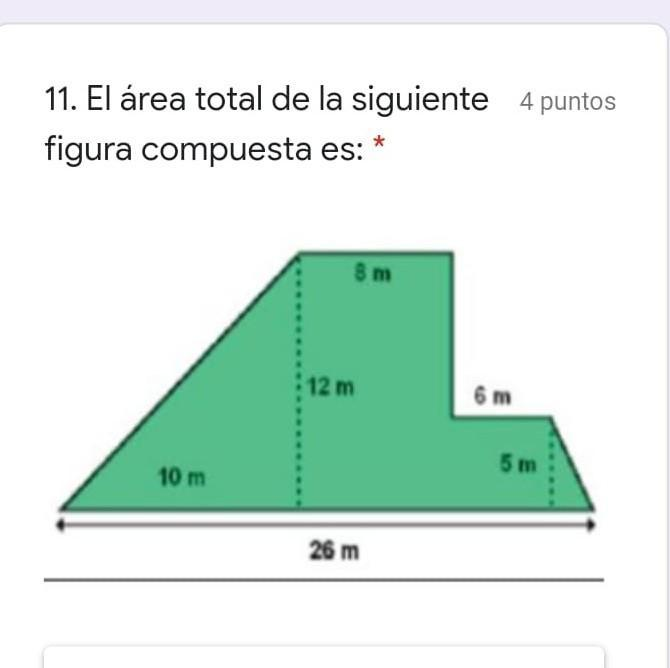 11. El área total de la siguiente 4 puntos
figura compuesta es: *
8 m
12 m
6 m
5 m
10 m
26 m